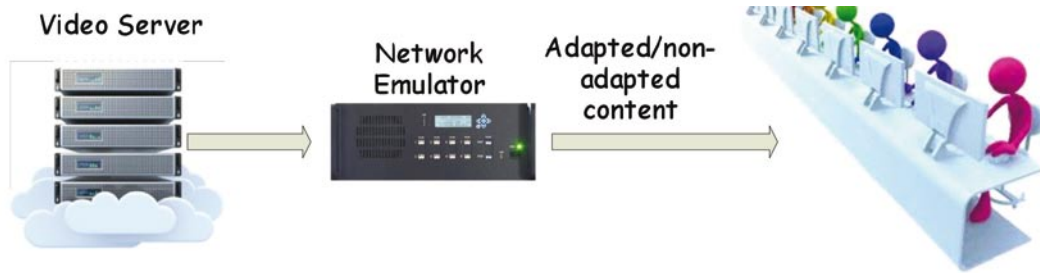 Video Server
Network
Emulator
Adapted/non-
adapted
content